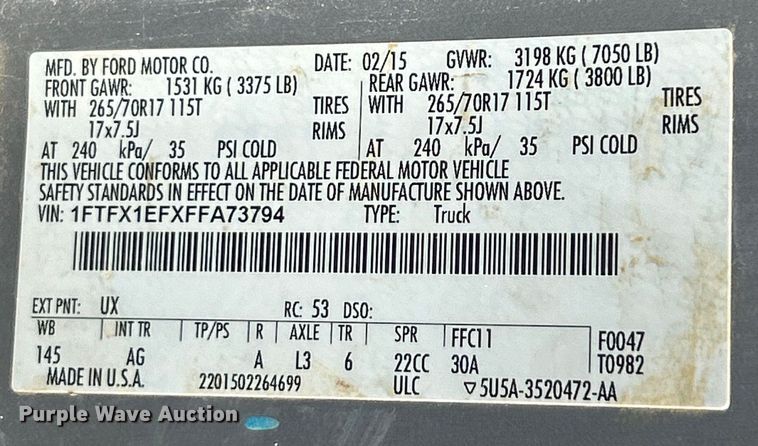 MFD. BY FORD MOTOR CO. DATE: 02/15 GVWR: 3198 KG ( 7050 LB)
FRONT GAWR: 1531 KG ( 3375 LB) REAR GAWR: 1724 KG ( 3800 LB)
WITH 265/70R17 115T TIRES WITH 265/70R17 115T TIRES
17x7.5J RIMS 17x7.5J RIMS
AT 240 kPa/ 35 PSI COLD AT 240 kPa/ 35 PSI COLD
THIS VEHICLE CONFORMS TO ALL APPLICABLE FEDERAL MOTOR VEHICLE
SAFETY STANDARDS IN EFFECT ON THE DATE OF MANUFACTURE SHOWN ABOVE.
VIN: 1FTFX1EFXFFA73794 TYPE: Truck
EXT PNT: UX RC: 53 DSO:
WB INT TR TP/PS R AXLE TR SPR FFC11 F0047
145 AG A L3 6 22CC 30A T0982
MADE IN U.S.A. 2201502264699 ULC ▽5U5A-3520472-AA
Purple Wave Auction